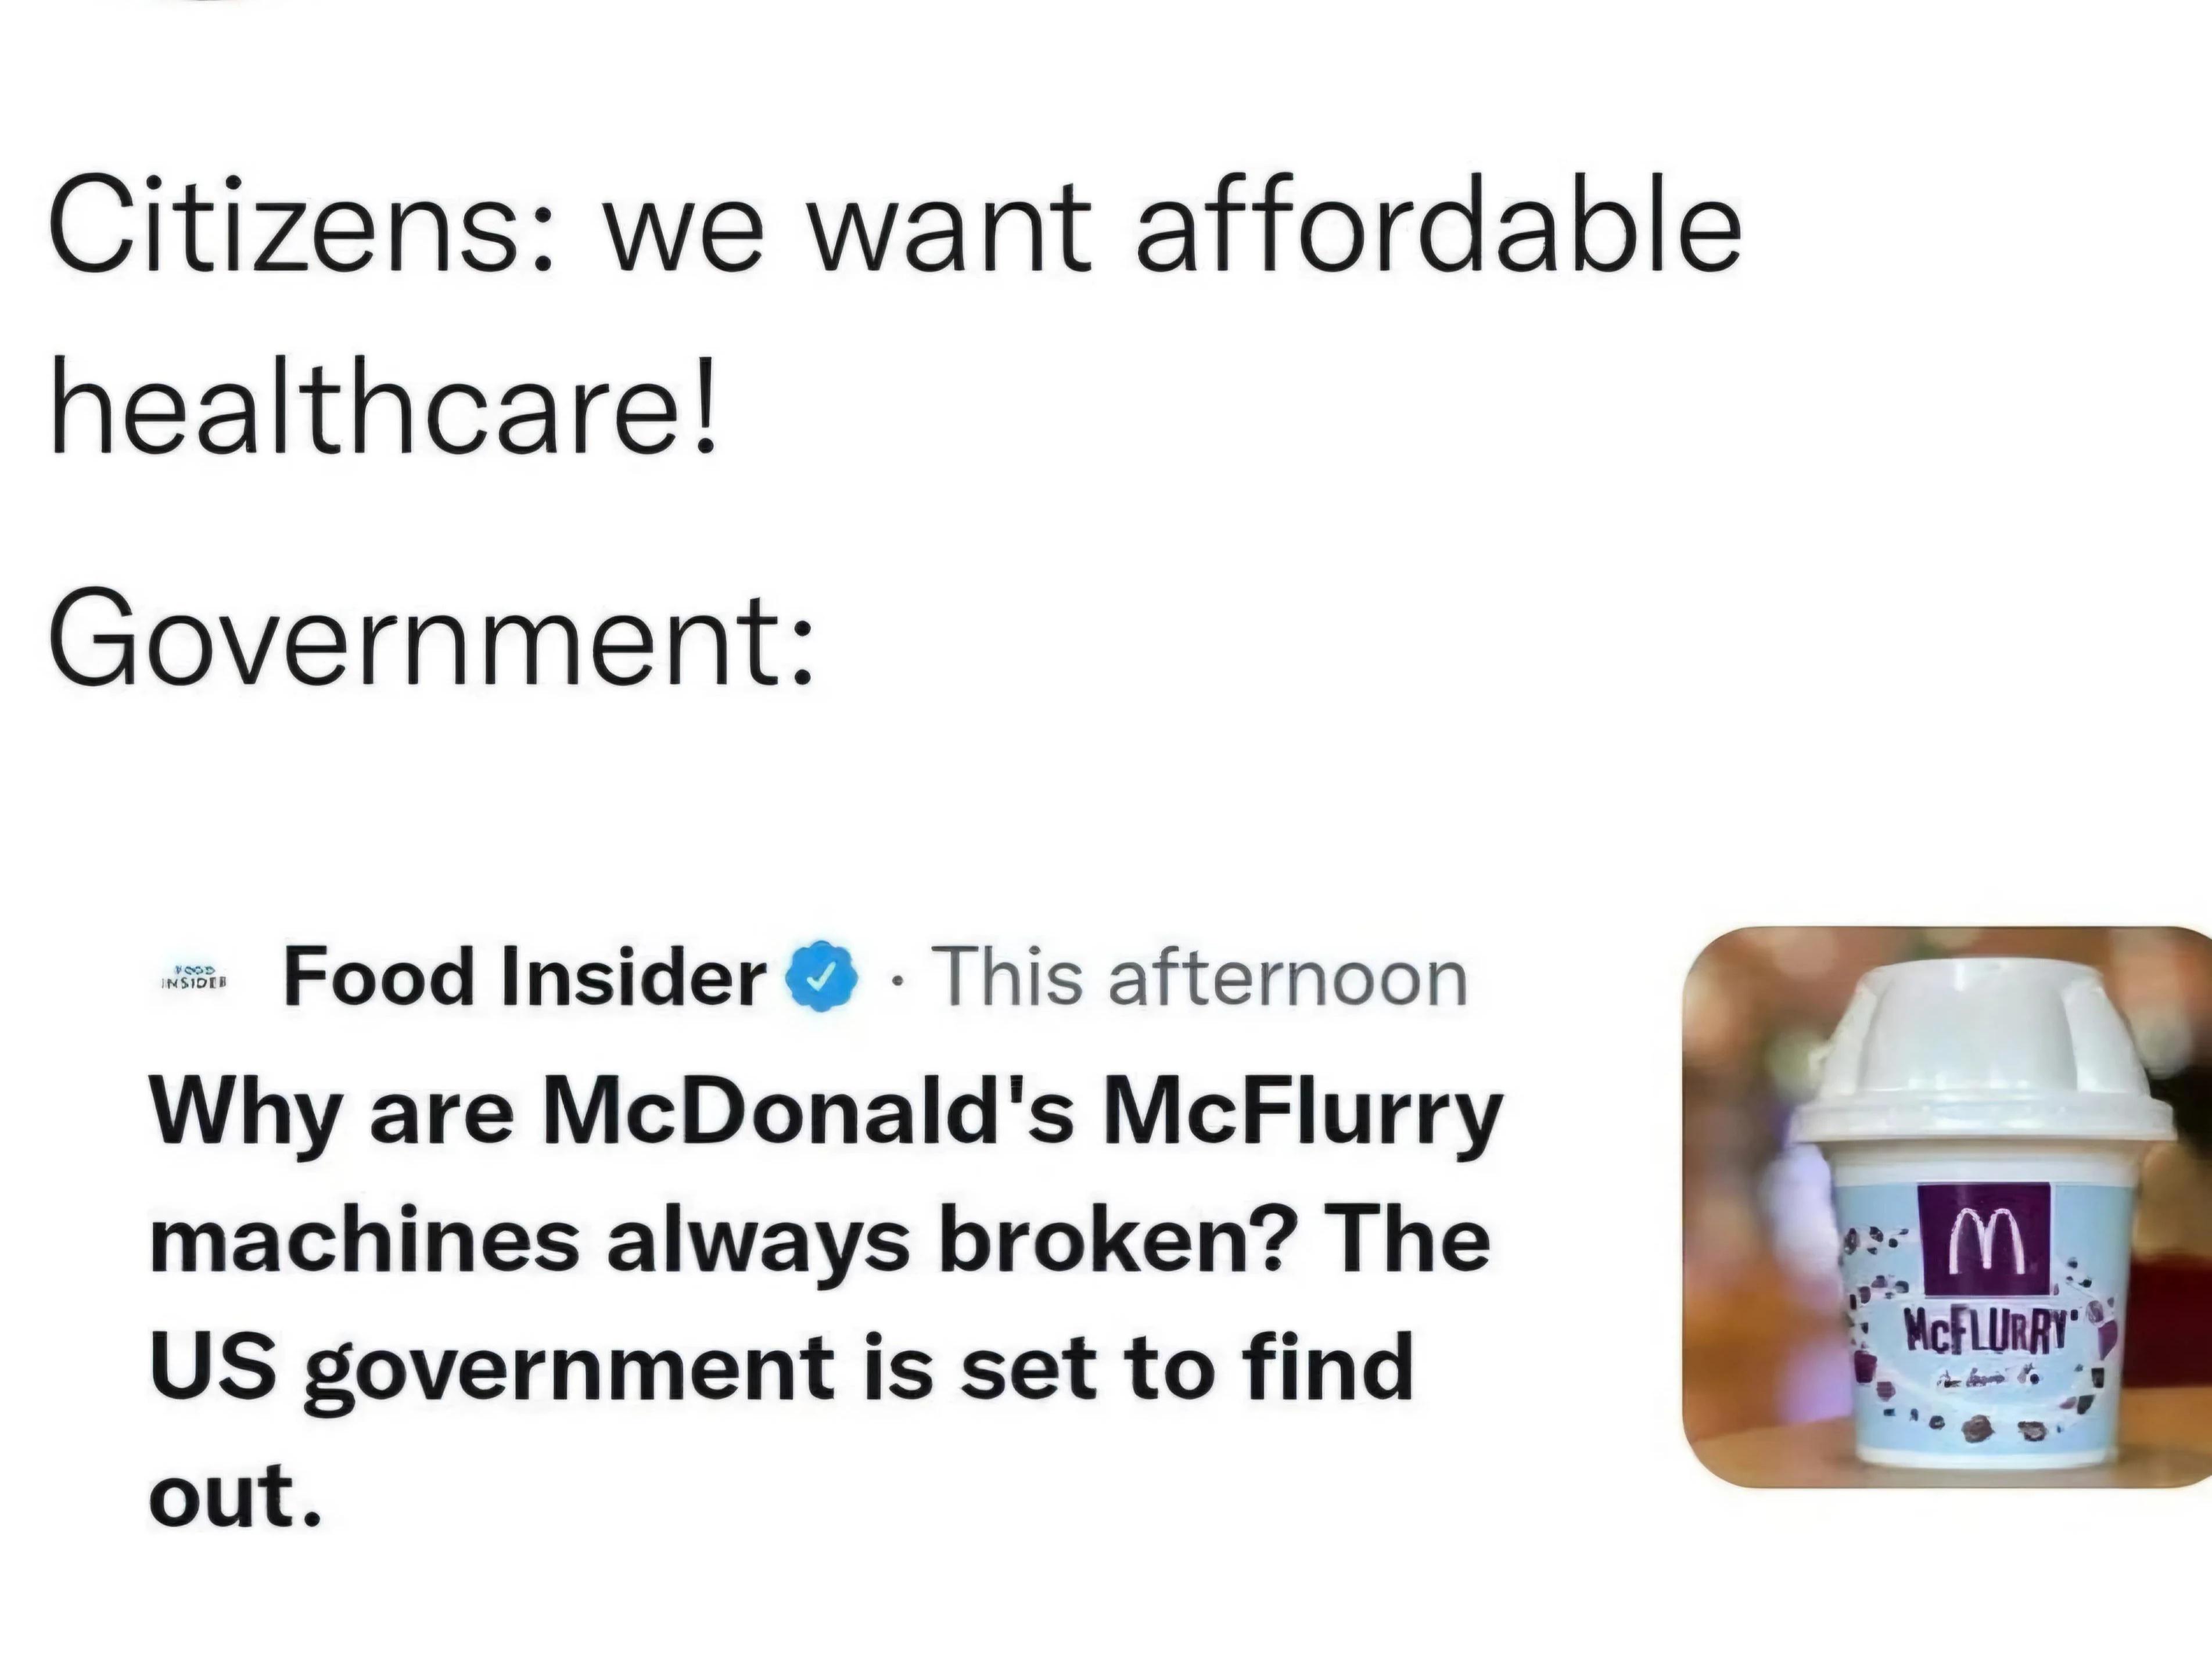 Citizens: we want affordable
healthcare!
Government:
FOOD
INSIDER
Food Insider · This afternoon
Why are McDonald's McFlurry
machines always broken? The
US government is set to find
out.
McFLURRY